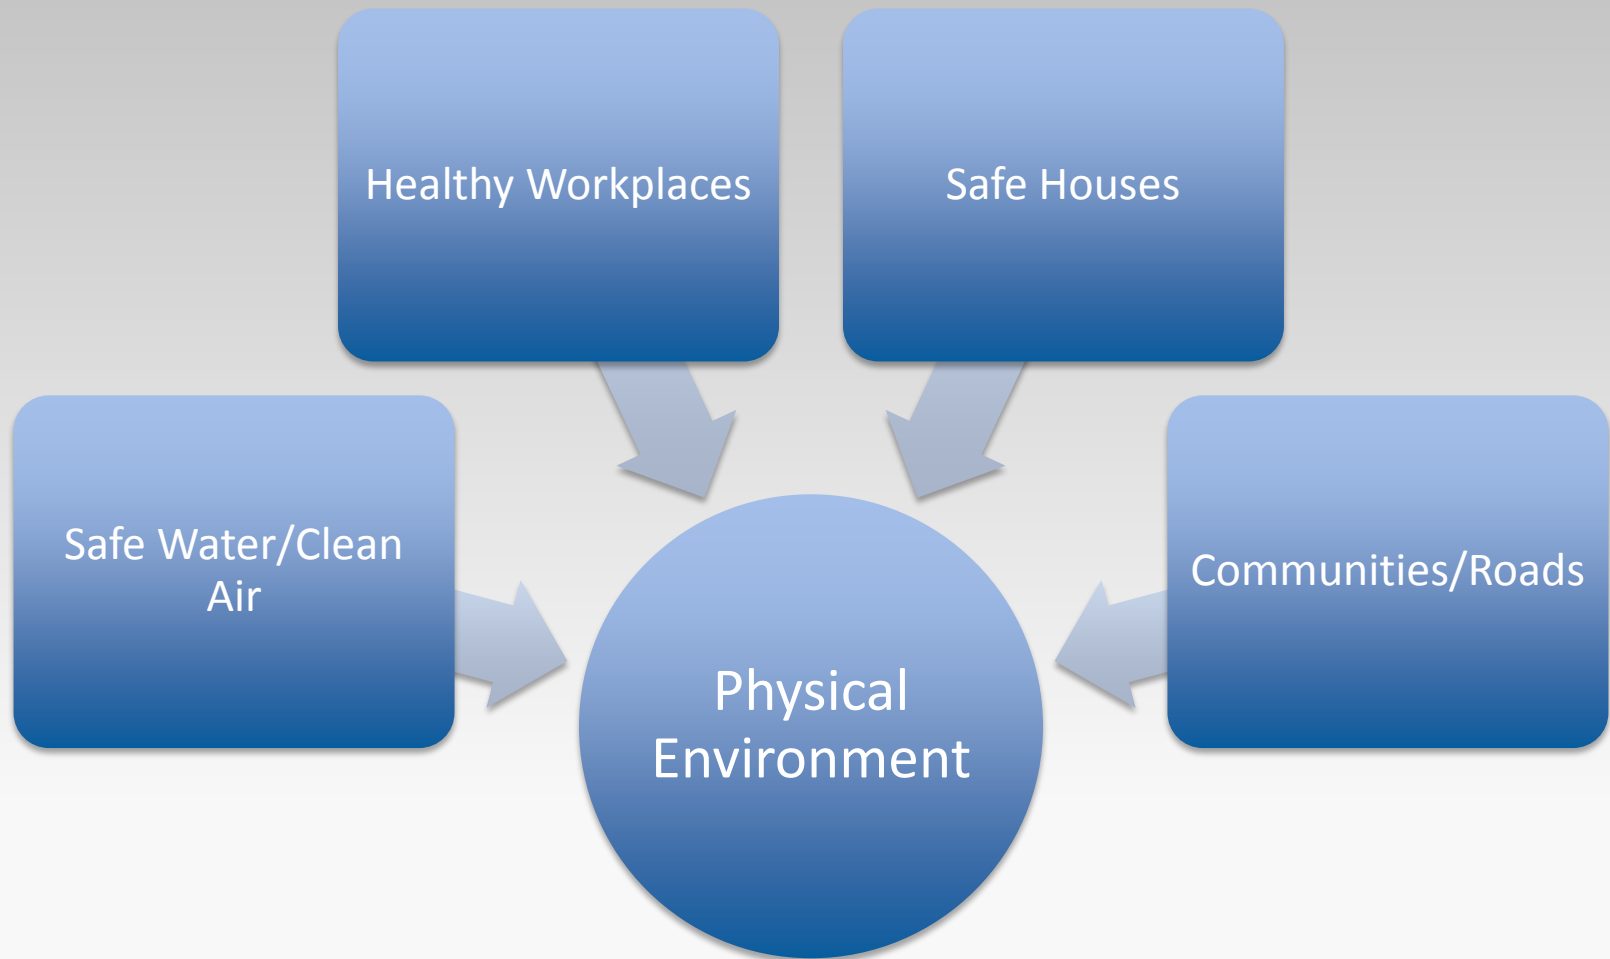 Healthy Workplaces
Safe Houses
Safe Water/Clean
Air
Communities/Roads
Physical
Environment